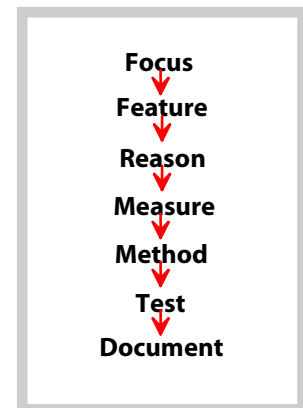 Focus
Feature
Reason
Measure
Method
Test
Document